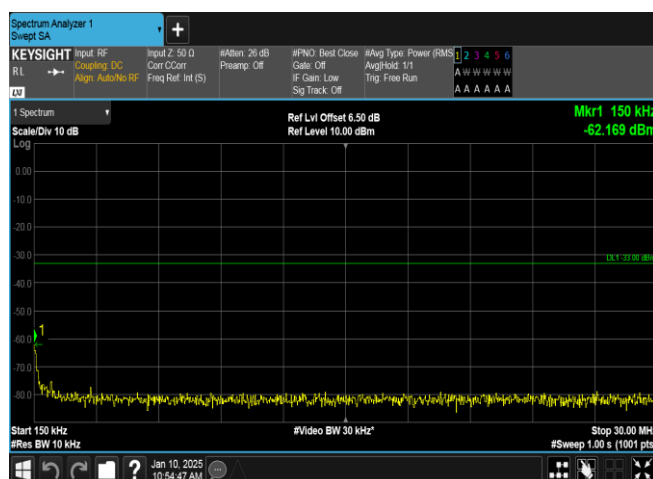 Spectrum Analyzer 1
Swept SA
+
KEYSIGHT
RL
LXI
Input: RF
Coupling: DC
Align: Auto/No RF
Input Z: 50 Ω
Corr CCorr
Freq Ref: Int (S)
#Atten: 26 dB
Preamp: Off
#PNO: Best Close
Gate: Off
IF Gain: Low
Sig Track: Off
#Avg Type: Power (RMS
Avg|Hold: 1/1
Trig: Free Run
1 2 3 4 5 6
A W W W W W
A A A A A A
1 Spectrum
Scale/Div 10 dB
Log
Ref Lvl Offset 6.50 dB
Ref Level 10.00 dBm
Mkr1 150 kHz
-62.169 dBm
0.00
-10.0
-20.0
-30.0
DL1 -33.00 dBm
-40.0
-50.0
1
-60.0
-70.0
-80.0
Start 150 kHz
#Res BW 10 kHz
#Video BW 30 kHz*
Stop 30.00 MHz
#Sweep 1.00 s (1001 pts
?
Jan 10, 2025
10:54:47 AM